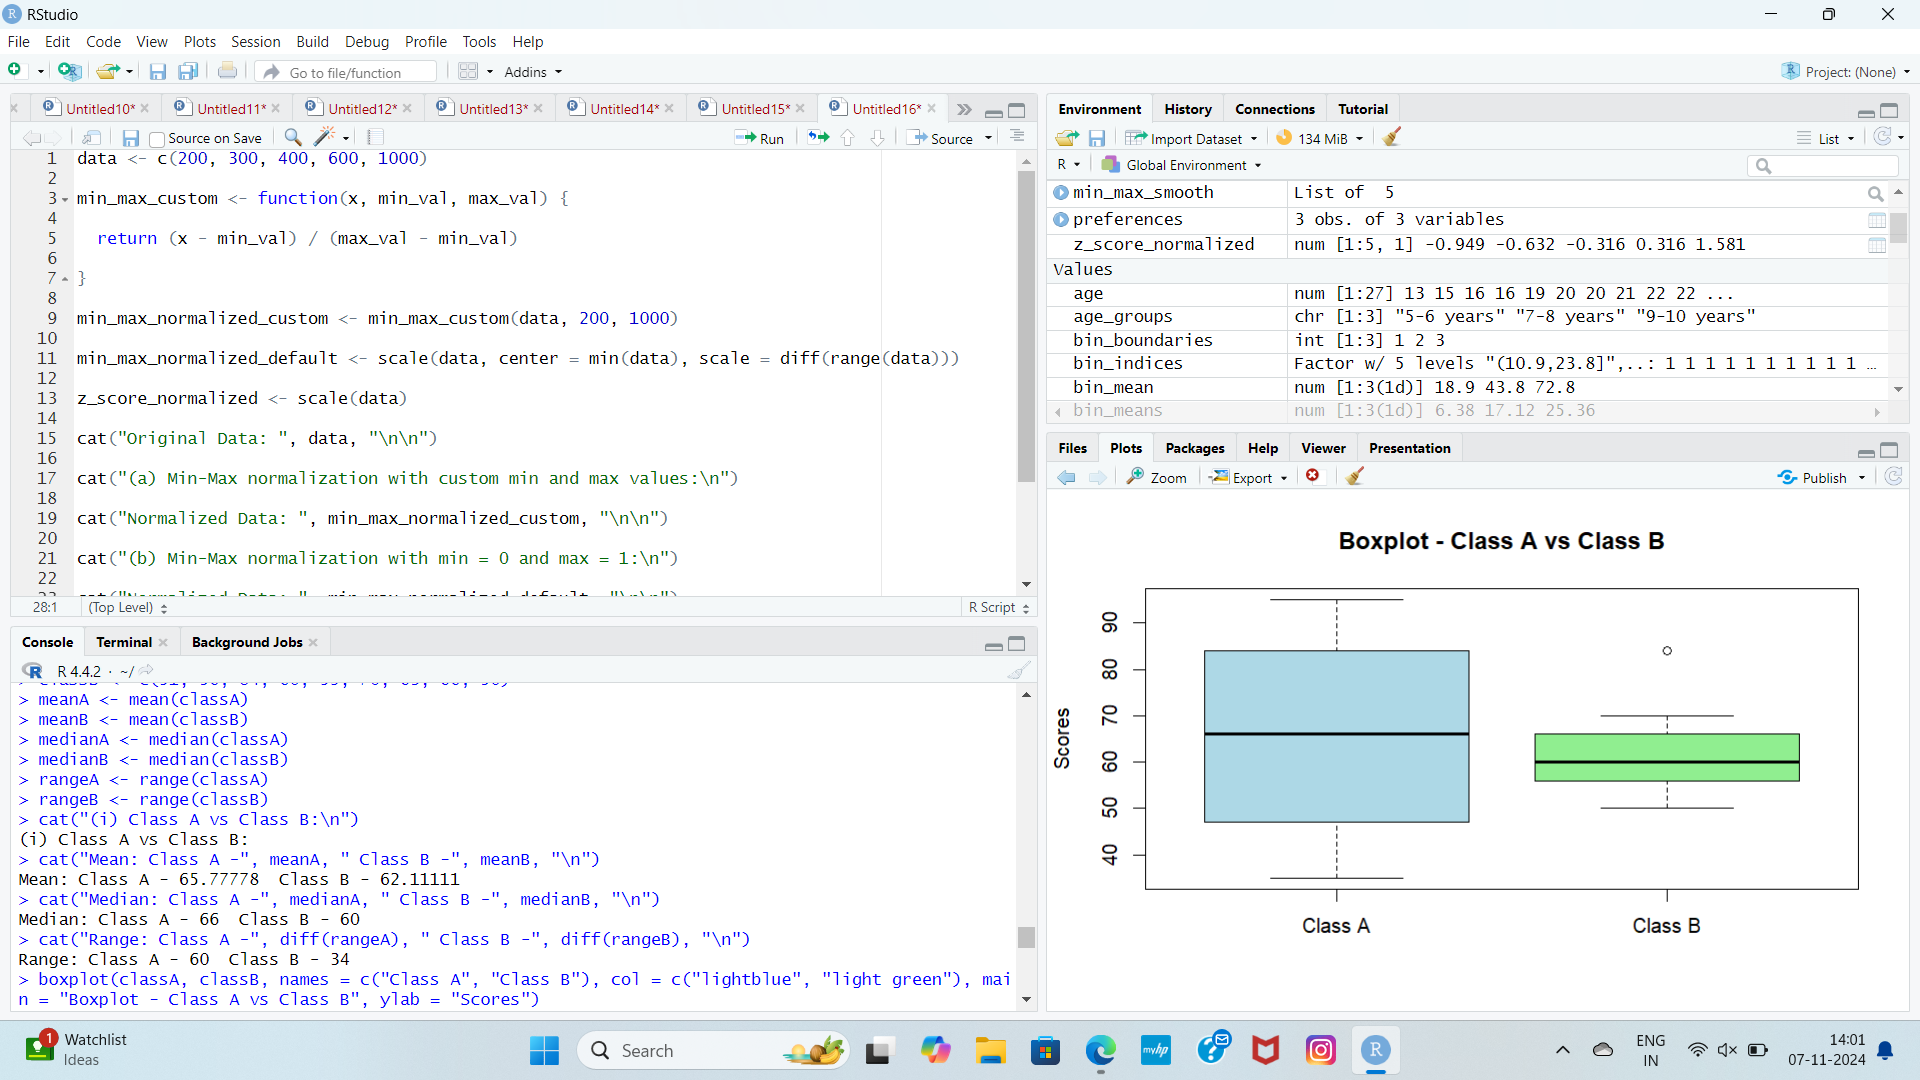 RStudio
File Edit Code View Plots Session Build Debug Profile Tools Help
Go to file/function Addins Project: (None)
Untitled10* Untitled11* Untitled12* Untitled13* Untitled14* Untitled15* Untitled16*
Source on Save Run Source
1 data <- c(200, 300, 400, 600, 1000)
2
3 min_max_custom <- function(x, min_val, max_val) {
4
5 return (x - min_val) / (max_val - min_val)
6
7 }
8
9 min_max_normalized_custom <- min_max_custom(data, 200, 1000)
10
11 min_max_normalized_default <- scale(data, center = min(data), scale = diff(range(data)))
12
13 z_score_normalized <- scale(data)
14
15 cat("Original Data: ", data, "\n\n")
16
17 cat("(a) Min-Max normalization with custom min and max values:\n")
18
19 cat("Normalized Data: ", min_max_normalized_custom, "\n\n")
20
21 cat("(b) Min-Max normalization with min = 0 and max = 1:\n")
22
28:1 (Top Level) R Script
Console Terminal Background Jobs
R 4.4.2 · ~/
> meanA <- mean(classA)
> meanB <- mean(classB)
> medianA <- median(classA)
> medianB <- median(classB)
> rangeA <- range(classA)
> rangeB <- range(classB)
> cat("(i) Class A vs Class B:\n")
(i) Class A vs Class B:
> cat("Mean: Class A -", meanA, " Class B -", meanB, "\n")
Mean: Class A - 65.77778  Class B - 62.11111
> cat("Median: Class A -", medianA, " Class B -", medianB, "\n")
Median: Class A - 66  Class B - 60
> cat("Range: Class A -", diff(rangeA), " Class B -", diff(rangeB), "\n")
Range: Class A - 60  Class B - 34
> boxplot(classA, classB, names = c("Class A", "Class B"), col = c("lightblue", "light green"), mai
n = "Boxplot - Class A vs Class B", ylab = "Scores")
Environment History Connections Tutorial
Import Dataset 134 MiB List
R Global Environment
min_max_smooth List of 5
preferences 3 obs. of 3 variables
z_score_normalized num [1:5, 1] -0.949 -0.632 -0.316 0.316 1.581
Values
age num [1:27] 13 15 16 16 19 20 20 21 22 22 ...
age_groups chr [1:3] "5-6 years" "7-8 years" "9-10 years"
bin_boundaries int [1:3] 1 2 3
bin_indices Factor w/ 5 levels "(10.9,23.8]",..: 1 1 1 1 1 1 1 1 1 1 …
bin_mean num [1:3(1d)] 18.9 43.8 72.8
bin_means num [1:3(1d)] 6.38 17.12 25.36
Files Plots Packages Help Viewer Presentation
Zoom Export Publish
Boxplot - Class A vs Class B
Scores
90
80
70
60
50
40
Class A Class B
1
Watchlist
Ideas
Search
myhp
ENG
IN
14:01
07-11-2024